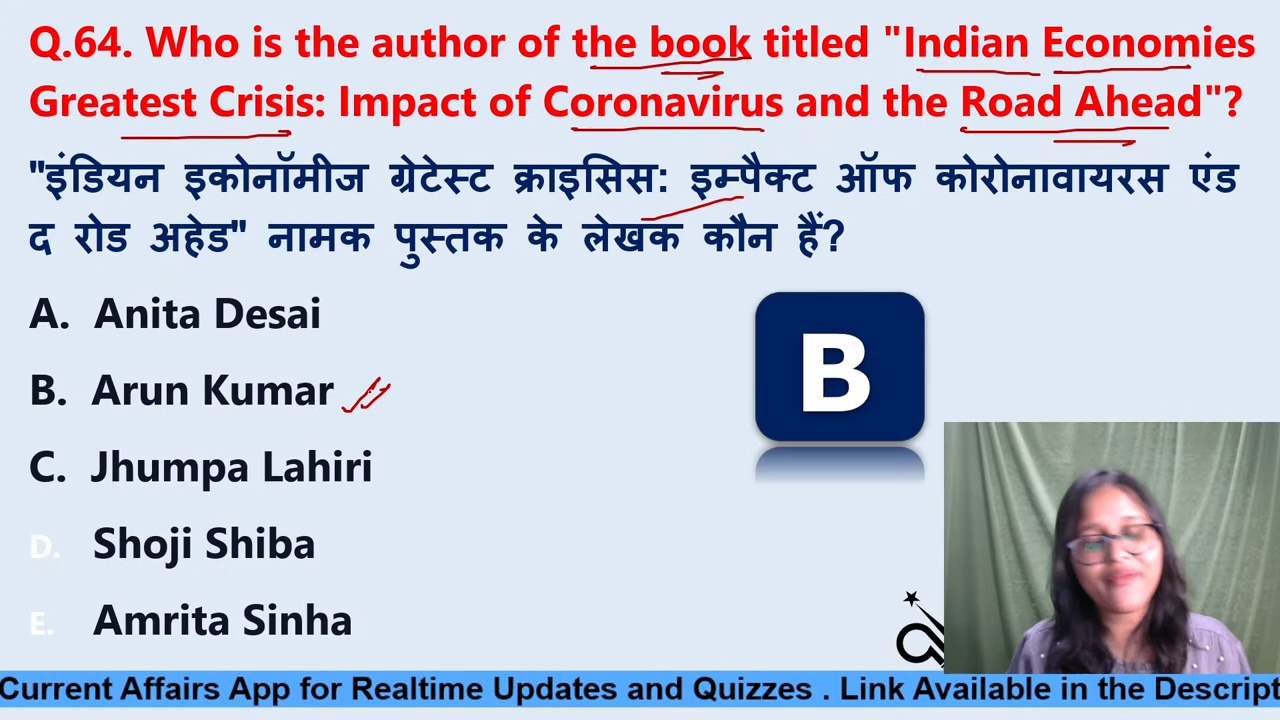 Q.64. Who is the author of the book titled "Indian Economies
Greatest Crisis: Impact of Coronavirus and the Road Ahead"?
"इंडियन इकोनॉमीज ग्रेटेस्ट क्राइसिस: इम्पैक्ट ऑफ कोरोनावायरस एंड
द रोड अहेड" नामक पुस्तक के लेखक कौन हैं?
A. Anita Desai
B. Arun Kumar
C. Jhumpa Lahiri
D. Shoji Shiba
E. Amrita Sinha
B
Current Affairs App for Realtime Updates and Quizzes . Link Available in the Descript